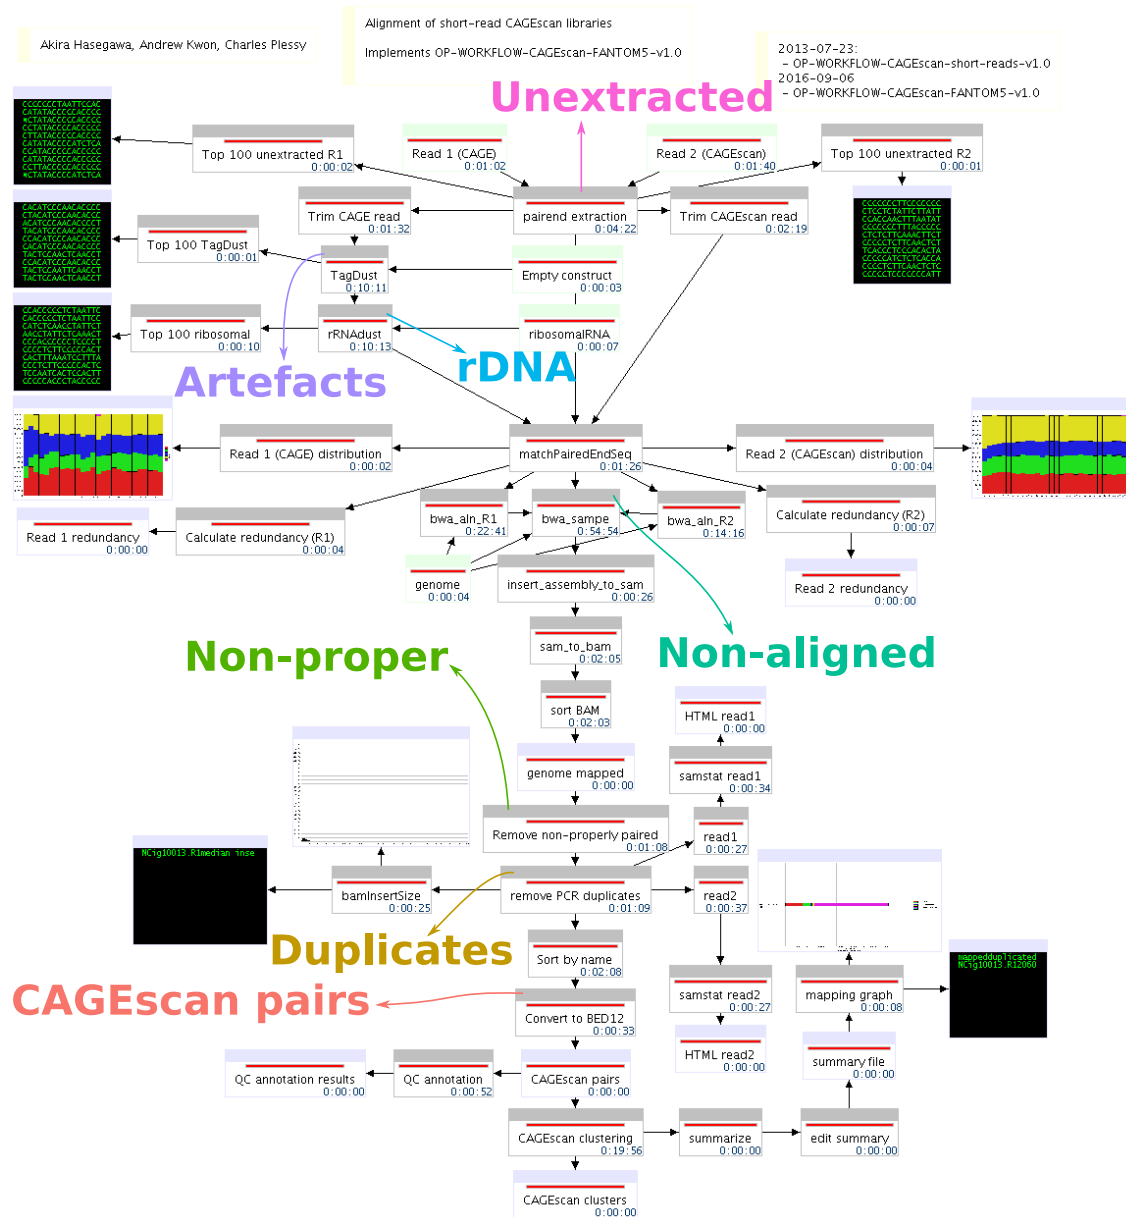 Akira Hasegawa, Andrew Kwon, Charles Plessy
Alignment of short-read CAGEscan libraries
Implements OP-WORKFLOW-CAGEscan-FANTOM5-v1.0
2013-07-23:
- OP-WORKFLOW-CAGEscan-short-reads-v1.0
2016-09-06
- OP-WORKFLOW-CAGEscan-FANTOM5-v1.0
Unextracted
Top 100 unextracted R1
0:00:02
Read 1 (CAGE)
0:01:02
Read 2 (CAGEscan)
0:01:40
Top 100 unextracted R2
0:00:01
Trim CAGE read
0:01:32
pairend extraction
0:04:22
Trim CAGEscan read
0:02:19
Top 100 TagDust
0:00:01
TagDust
0:10:11
Empty construct
0:00:03
Top 100 ribosomal
0:00:10
rRNAdust
0:10:13
ribosomalRNA
0:00:07
Artefacts
rDNA
Read 1 (CAGE) distribution
0:00:02
matchPairedEndSeq
0:01:26
Read 2 (CAGEscan) distribution
0:00:04
Read 1 redundancy
0:00:00
Calculate redundancy (R1)
0:00:04
bwa_aln_R1
0:22:41
bwa_sampe
0:54:54
bwa_aln_R2
0:14:16
Calculate redundancy (R2)
0:00:07
genome
0:00:04
insert_assembly_to_sam
0:00:26
Read 2 redundancy
0:00:00
sam_to_bam
0:02:05
Non-proper
Non-aligned
sort BAM
0:02:03
HTML read1
0:00:00
genome mapped
0:00:00
samstat read1
0:00:34
Remove non-properly paired
0:01:08
read1
0:00:27
NCig10013.R1median inse
bamInsertSize
0:00:25
remove PCR duplicates
0:01:09
read2
0:00:37
Duplicates
Sort by name
0:02:08
mappedduplicated
NCig10013.R12060
CAGEscan pairs
Convert to BED12
0:00:33
samstat read2
0:00:27
mapping graph
0:00:08
HTML read2
0:00:00
summary file
0:00:00
QC annotation results
0:00:00
QC annotation
0:00:52
CAGEscan pairs
0:00:00
CAGEscan clustering
0:19:56
summarize
0:00:00
edit summary
0:00:00
CAGEscan clusters
0:00:00